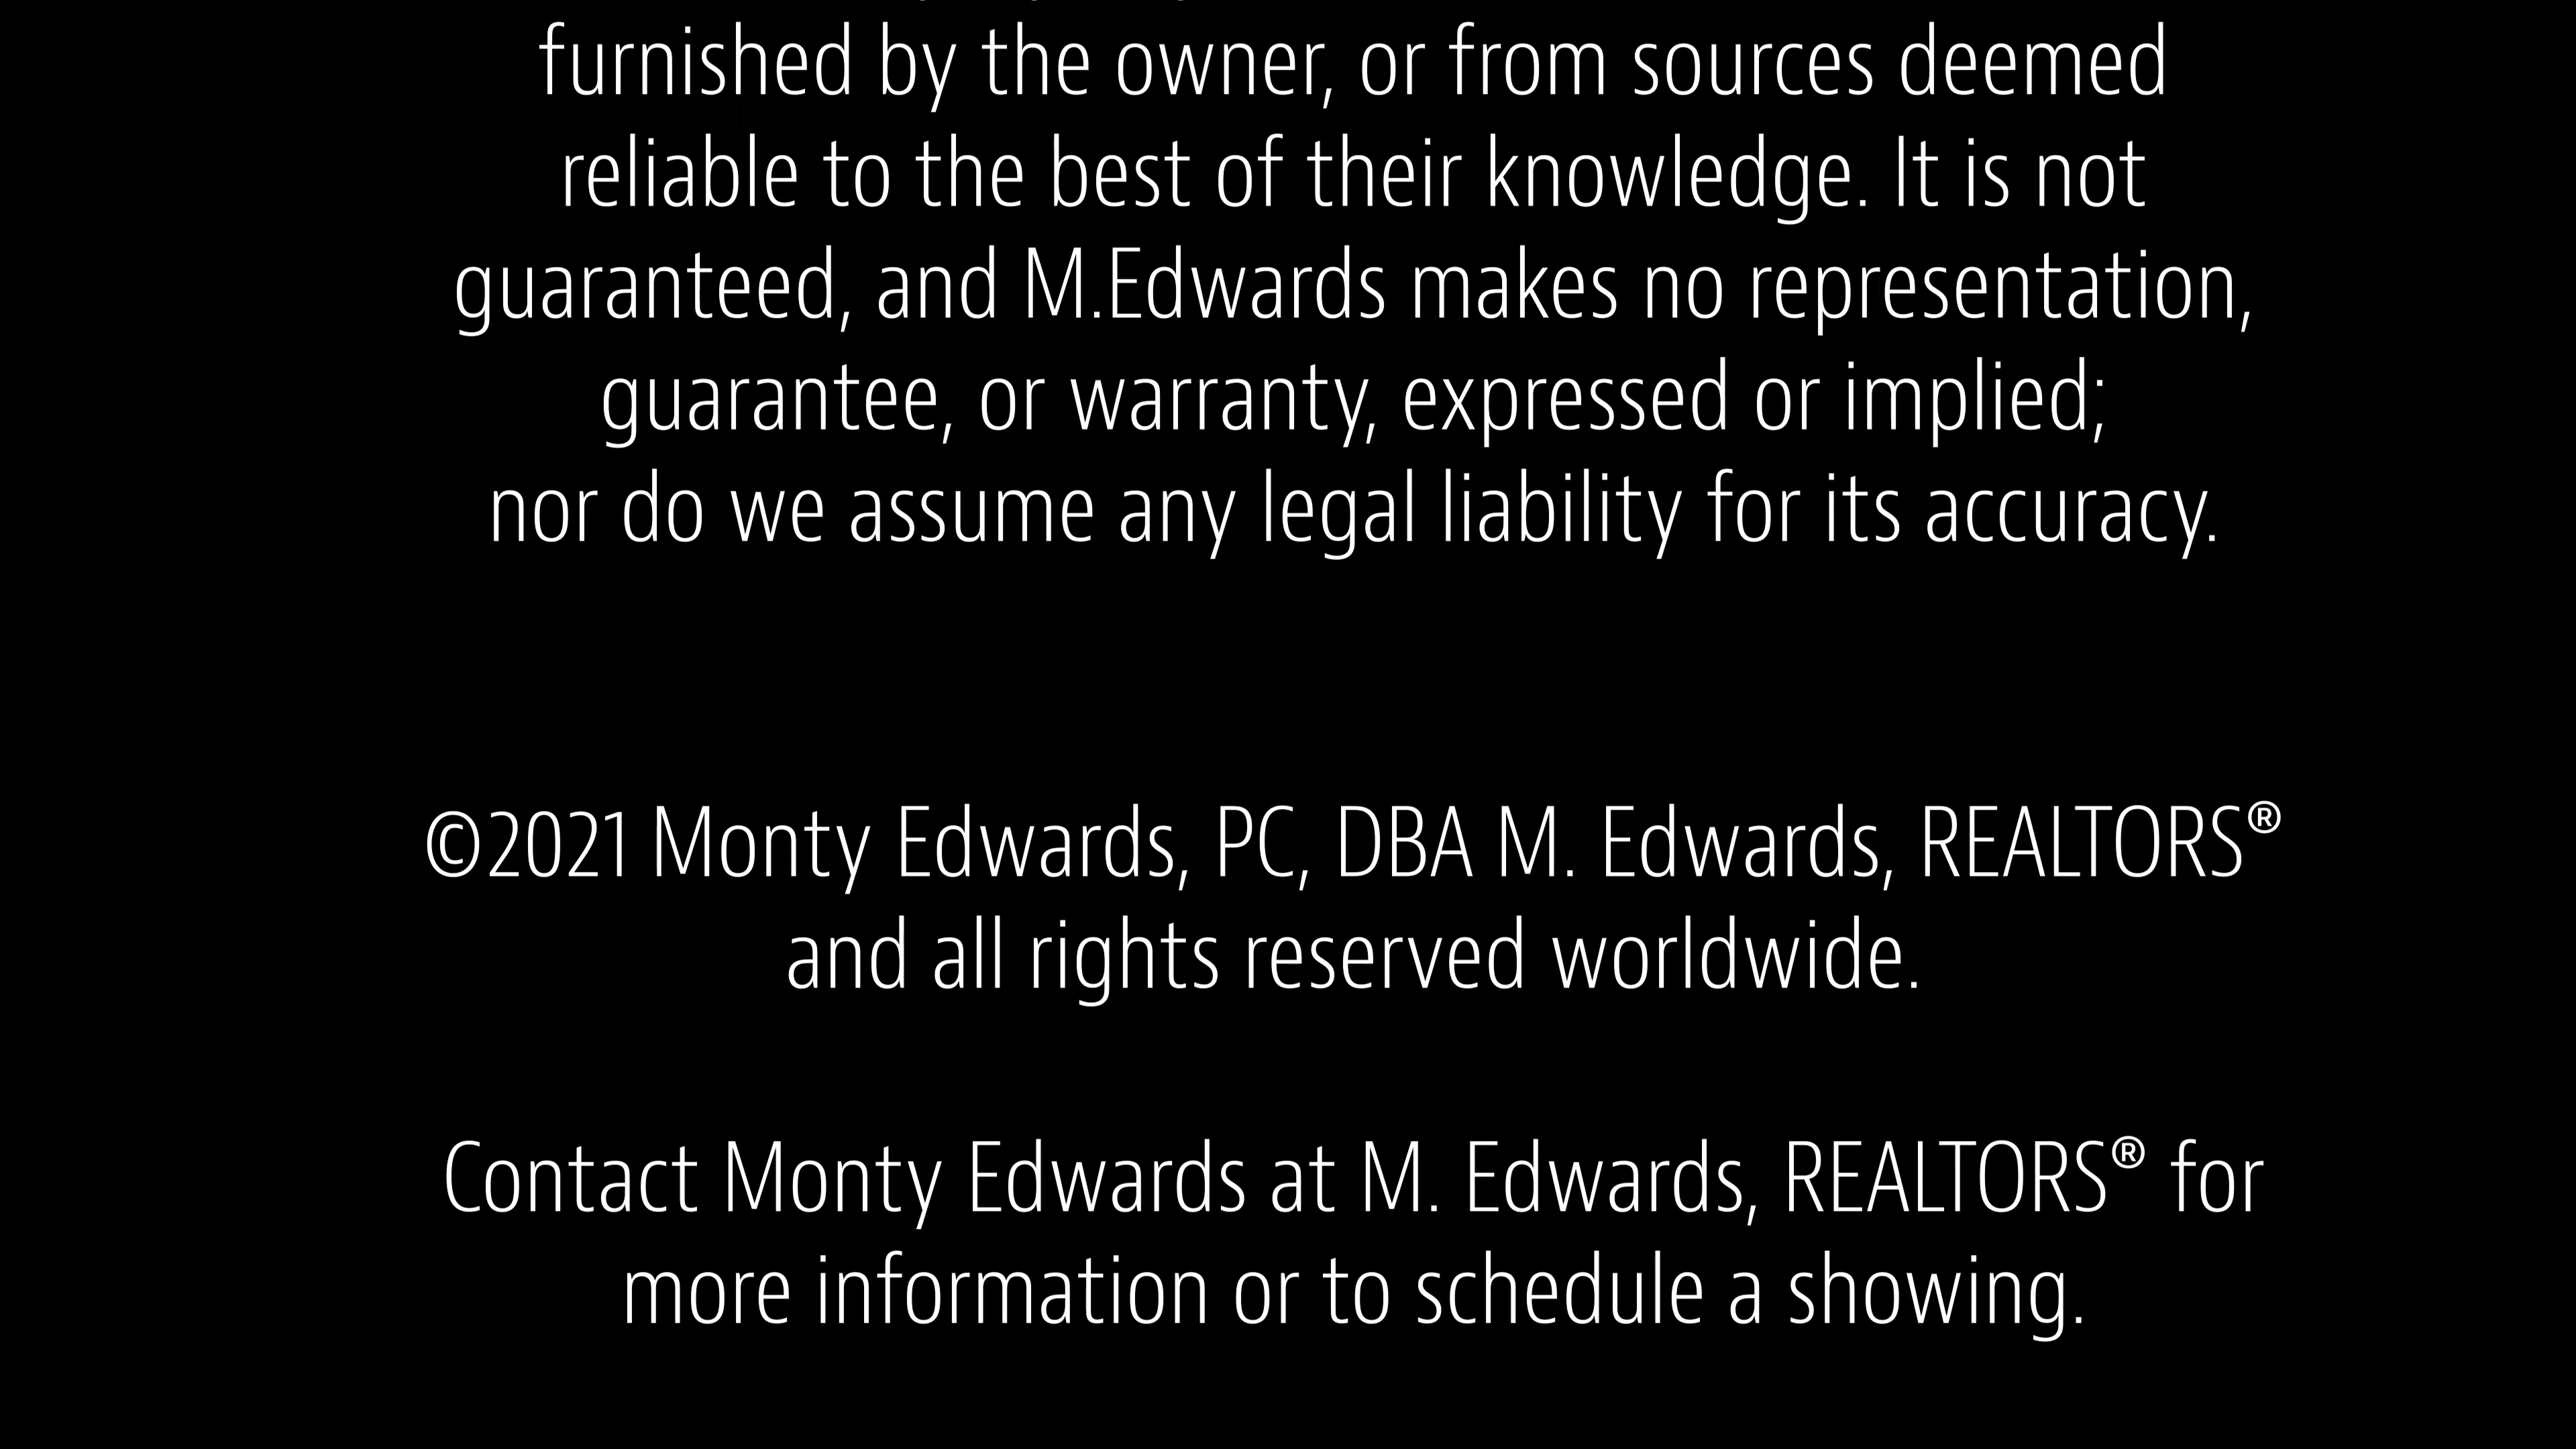 furnished by the owner, or from sources deemed
reliable to the best of their knowledge. It is not
guaranteed, and M.Edwards makes no representation,
guarantee, or warranty, expressed or implied;
nor do we assume any legal liability for its accuracy.
©2021 Monty Edwards, PC, DBA M. Edwards, REALTORS®
and all rights reserved worldwide.
Contact Monty Edwards at M. Edwards, REALTORS® for
more information or to schedule a showing.